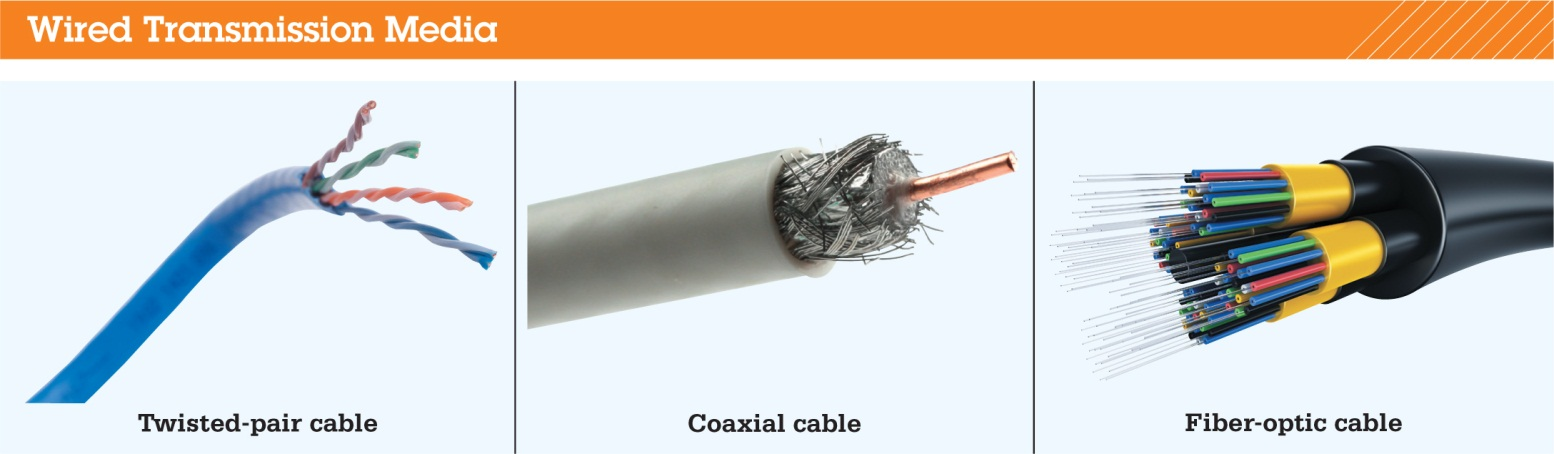 Wired Transmission Media
Twisted-pair cable
Coaxial cable
Fiber-optic cable